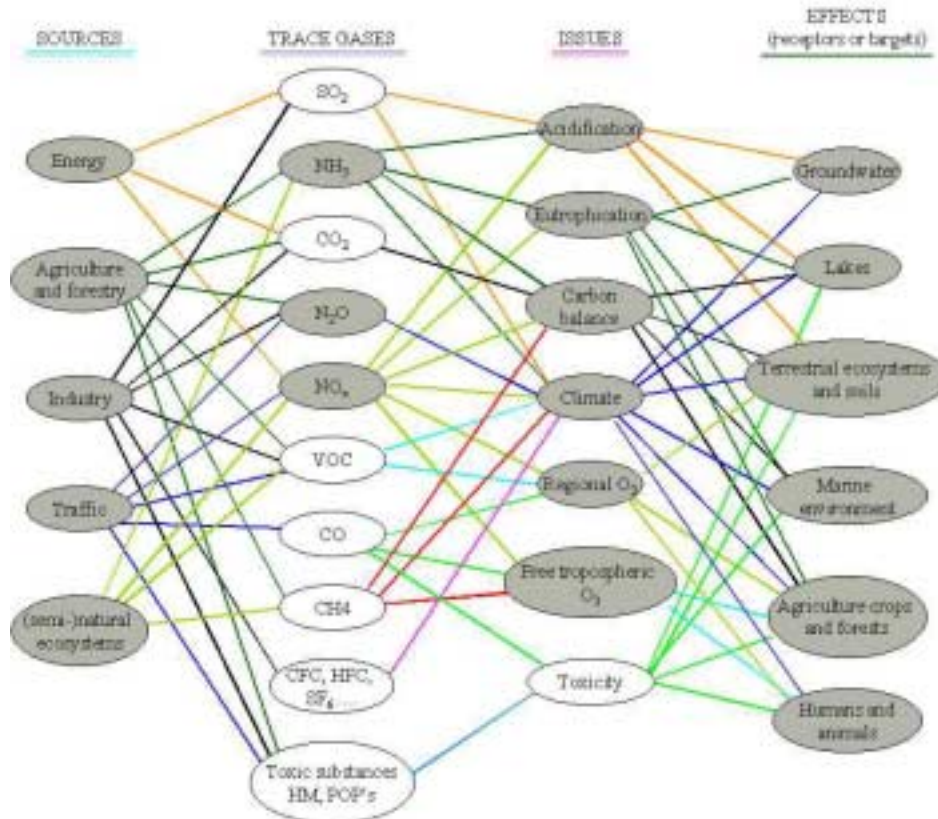 SOURCES
TRACE GASES
ISSUES
EFFECTS
(receptors or targets)
SO2
NH3
CO2
N2O
NOx
VOC
CO
CH4
CFC, HFC,
SF6....
Toxic substances
HM, POP's
Energy
Agriculture
and forestry
Industry
Traffic
(semi-)natural
ecosystems
Acidification
Eutrophication
Carbon
balance
Climate
Regional O3
Free tropospheric
O3
Toxicity
Groundwater
Lakes
Terrestrial ecosystems
and soils
Marine
environment
Agriculture crops
and forests
Humans and
animals